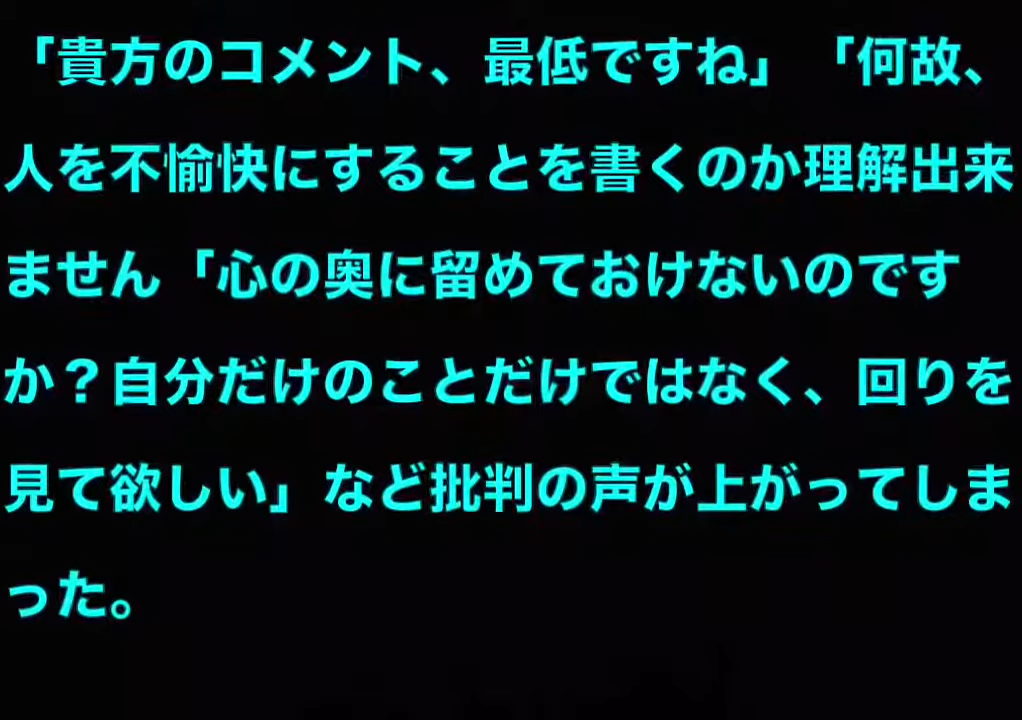 「貴方のコメント、最低ですね」「何故、
人を不愉快にすることを書くのか理解出来
ません「心の奥に留めておけないのです
か？自分だけのことだけではなく、回りを
見て欲しい」など批判の声が上がってしま
った。